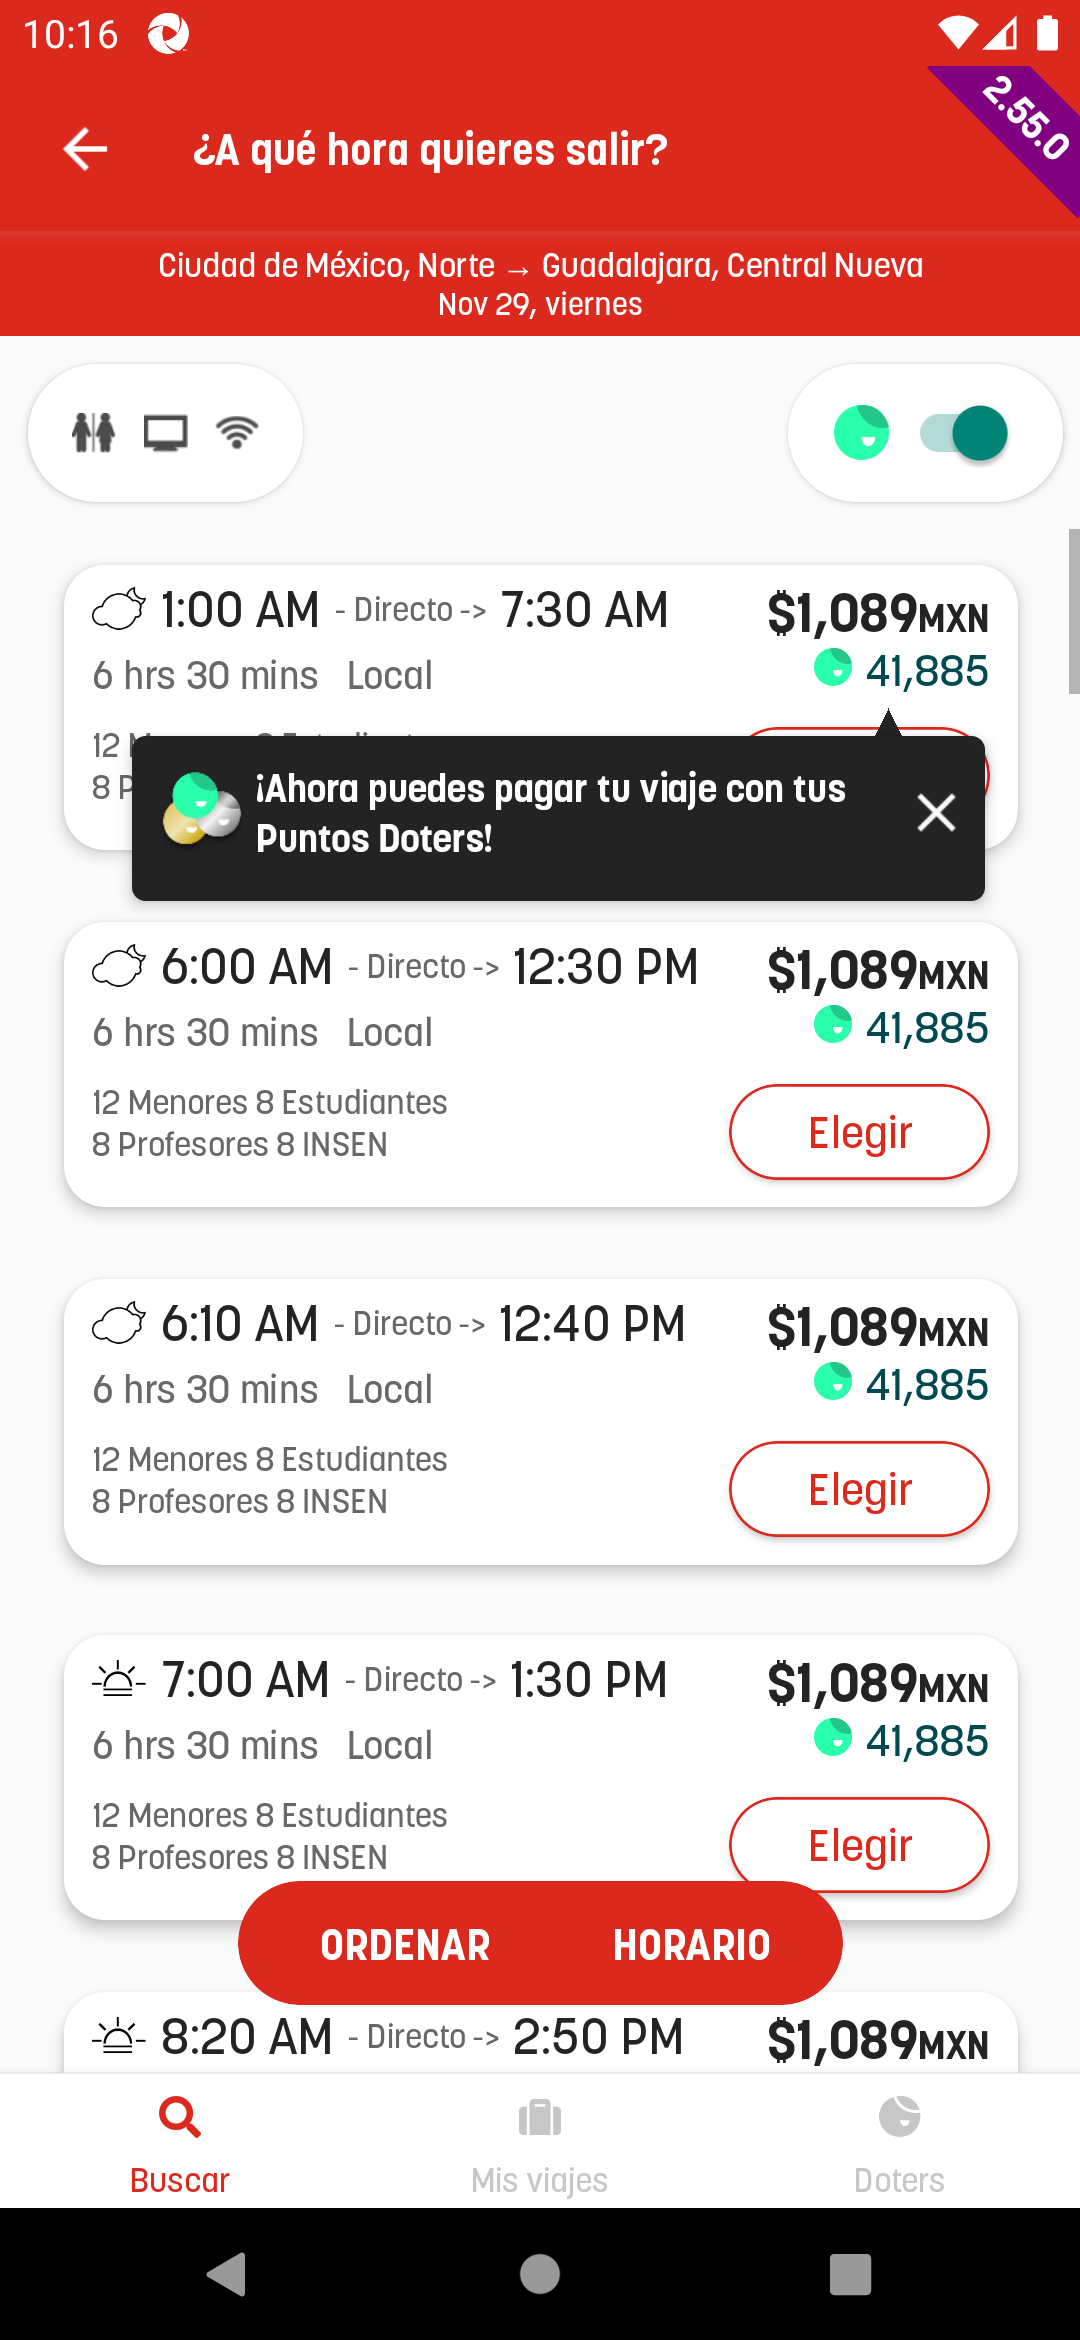 10:16
2.55.0
¿A qué hora quieres salir?
Ciudad de México, Norte → Guadalajara, Central Nueva
Nov 29, viernes
1:00 AM - Directo -> 7:30 AM $1,089MXN
6 hrs 30 mins Local 41,885
12
8
¡Ahora puedes pagar tu viaje con tus
Puntos Doters!
6:00 AM - Directo -> 12:30 PM $1,089MXN
6 hrs 30 mins Local 41,885
12 Menores 8 Estudiantes
8 Profesores 8 INSEN
Elegir
6:10 AM - Directo -> 12:40 PM $1,089MXN
6 hrs 30 mins Local 41,885
12 Menores 8 Estudiantes
8 Profesores 8 INSEN
Elegir
7:00 AM - Directo -> 1:30 PM $1,089MXN
6 hrs 30 mins Local 41,885
12 Menores 8 Estudiantes
8 Profesores 8 INSEN
Elegir
ORDENAR HORARIO
8:20 AM - Directo -> 2:50 PM $1,089MXN
Buscar Mis viajes Doters